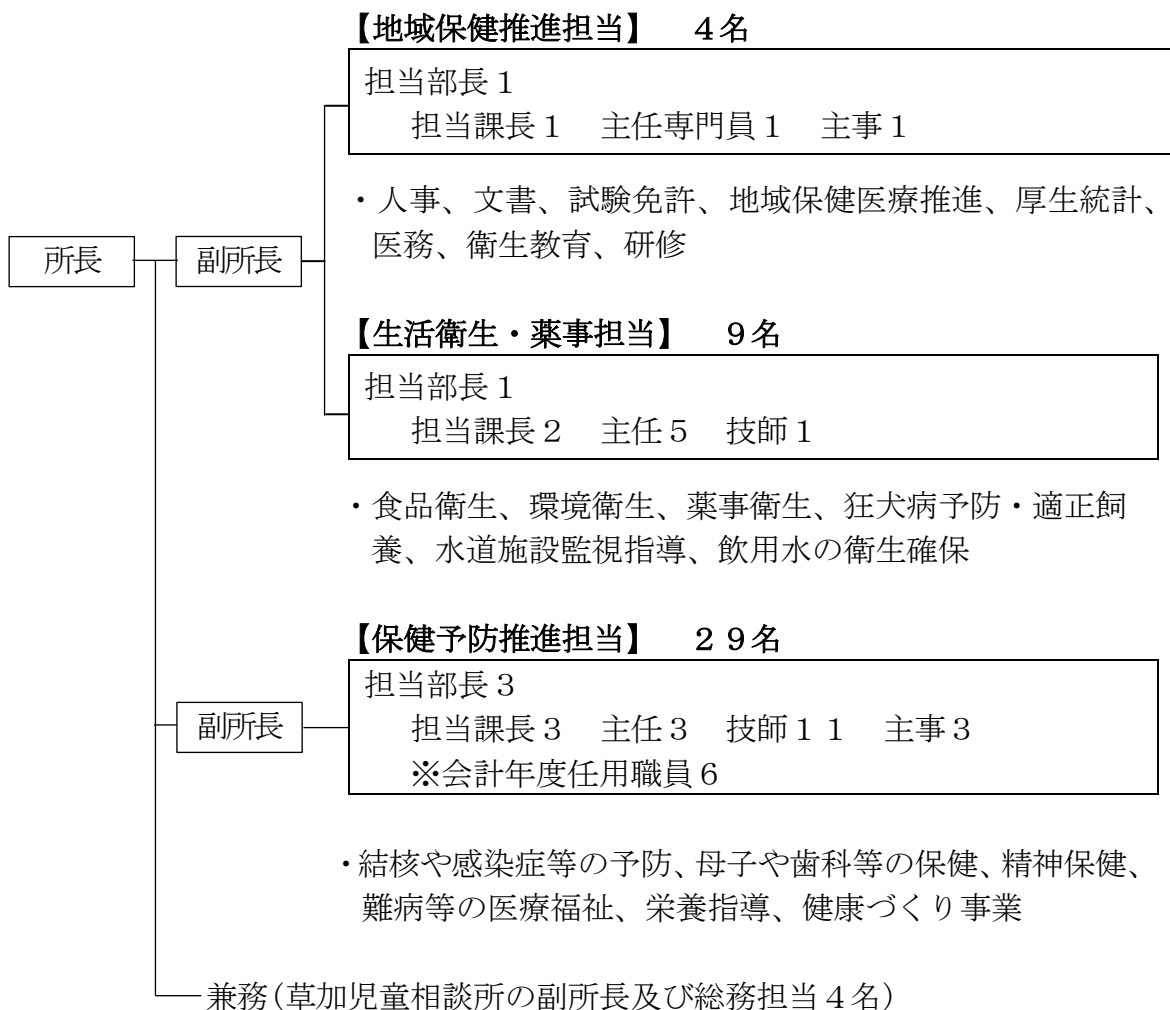 【地域保健推進担当】　４名
担当部長１
担当課長１　主任専門員１　主事１
・人事、文書、試験免許、地域保健医療推進、厚生統計、
医務、衛生教育、研修
所長
副所長
【生活衛生・薬事担当】　９名
担当部長１
担当課長２　主任５　技師１
・食品衛生、環境衛生、薬事衛生、狂犬病予防・適正飼
養、水道施設監視指導、飲用水の衛生確保
【保健予防推進担当】　２９名
担当部長３
担当課長３　主任３　技師１１　主事３
※会計年度任用職員６
副所長
・結核や感染症等の予防、母子や歯科等の保健、精神保健、
難病等の医療福祉、栄養指導、健康づくり事業
兼務（草加児童相談所の副所長及び総務担当４名）